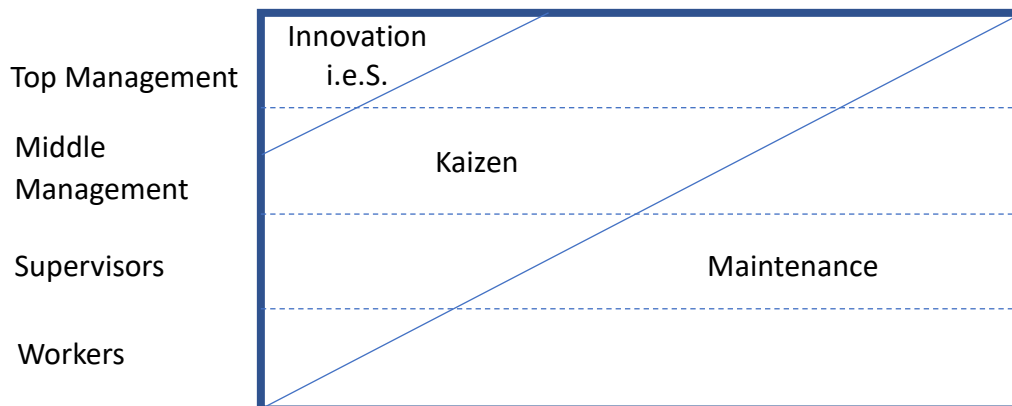 Innovation
i.e.S.
Top Management
Middle
Management
Kaizen
Supervisors
Maintenance
Workers